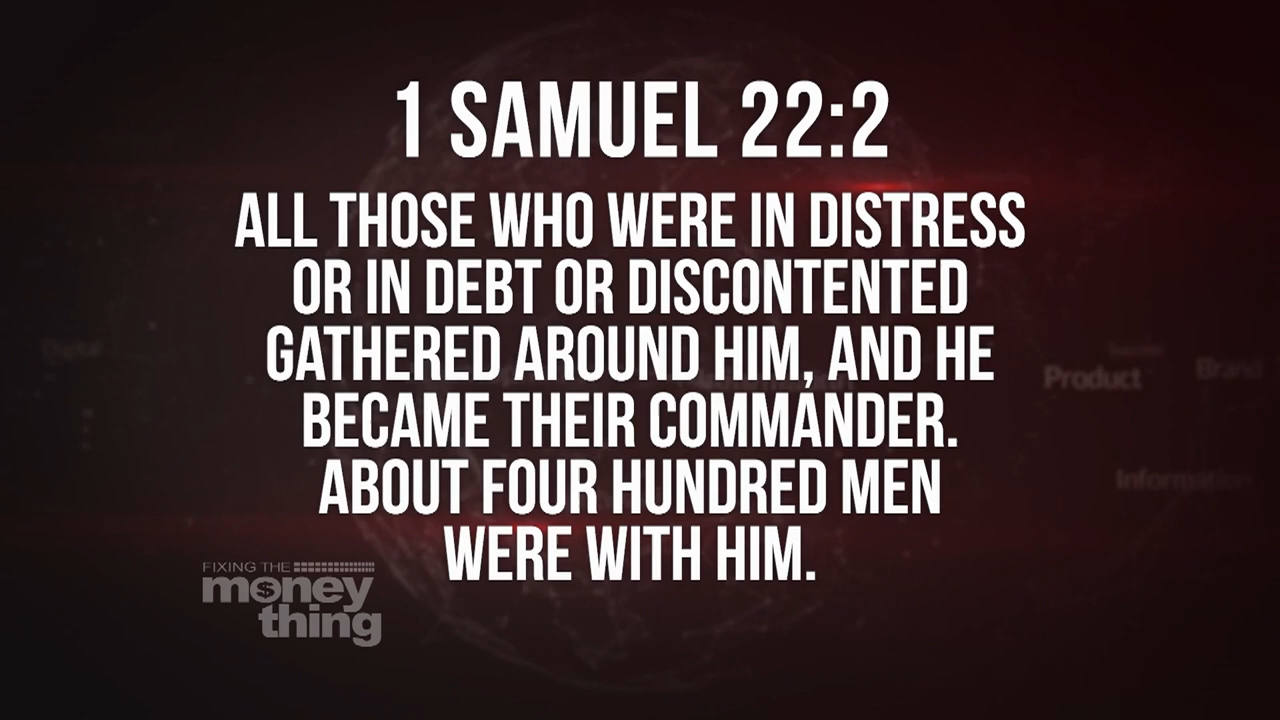 1 SAMUEL 22:2
ALL THOSE WHO WERE IN DISTRESS
OR IN DEBT OR DISCONTENTED
GATHERED AROUND HIM, AND HE
BECAME THEIR COMMANDER.
ABOUT FOUR HUNDRED MEN
WERE WITH HIM.
Product
Brand
Information
FIXING THE
money
thing